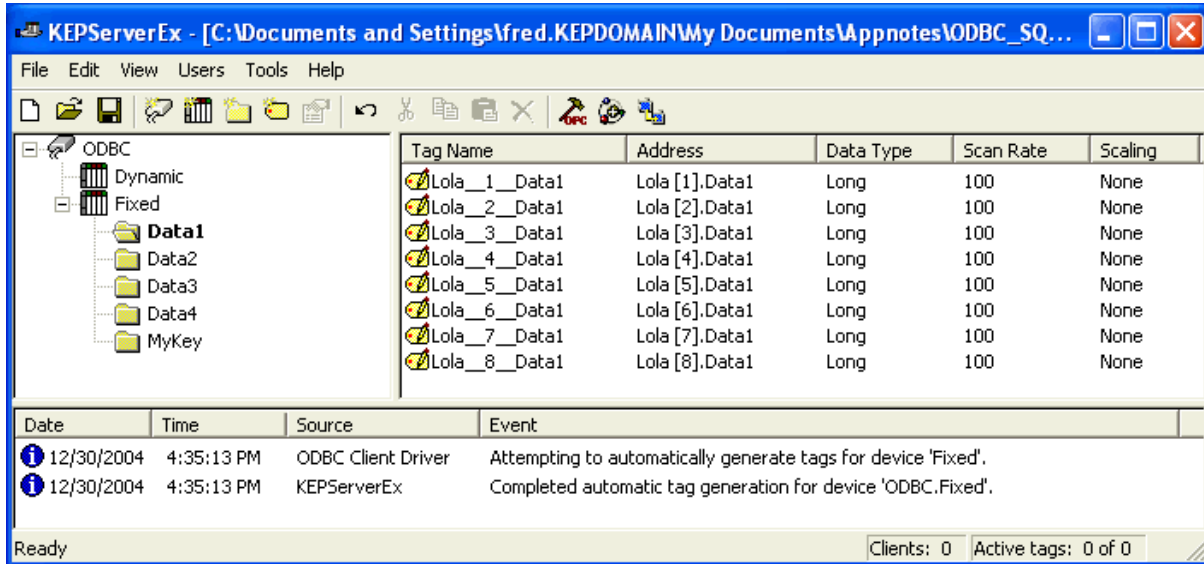 KEPServerEx - [C:\Documents and Settings\fred.KEPDOMAIN\My Documents\Appnotes\ODBC_SQ...
File Edit View Users Tools Help
OPC
ODBC
Dynamic
Fixed
Data1
Data2
Data3
Data4
MyKey
Tag Name Address Data Type Scan Rate Scaling
Lola__1__Data1 Lola [1].Data1 Long 100 None
Lola__2__Data1 Lola [2].Data1 Long 100 None
Lola__3__Data1 Lola [3].Data1 Long 100 None
Lola__4__Data1 Lola [4].Data1 Long 100 None
Lola__5__Data1 Lola [5].Data1 Long 100 None
Lola__6__Data1 Lola [6].Data1 Long 100 None
Lola__7__Data1 Lola [7].Data1 Long 100 None
Lola__8__Data1 Lola [8].Data1 Long 100 None
Date Time Source Event
12/30/2004 4:35:13 PM ODBC Client Driver Attempting to automatically generate tags for device 'Fixed'.
12/30/2004 4:35:13 PM KEPServerEx Completed automatic tag generation for device 'ODBC.Fixed'.
Ready Clients: 0 Active tags: 0 of 0